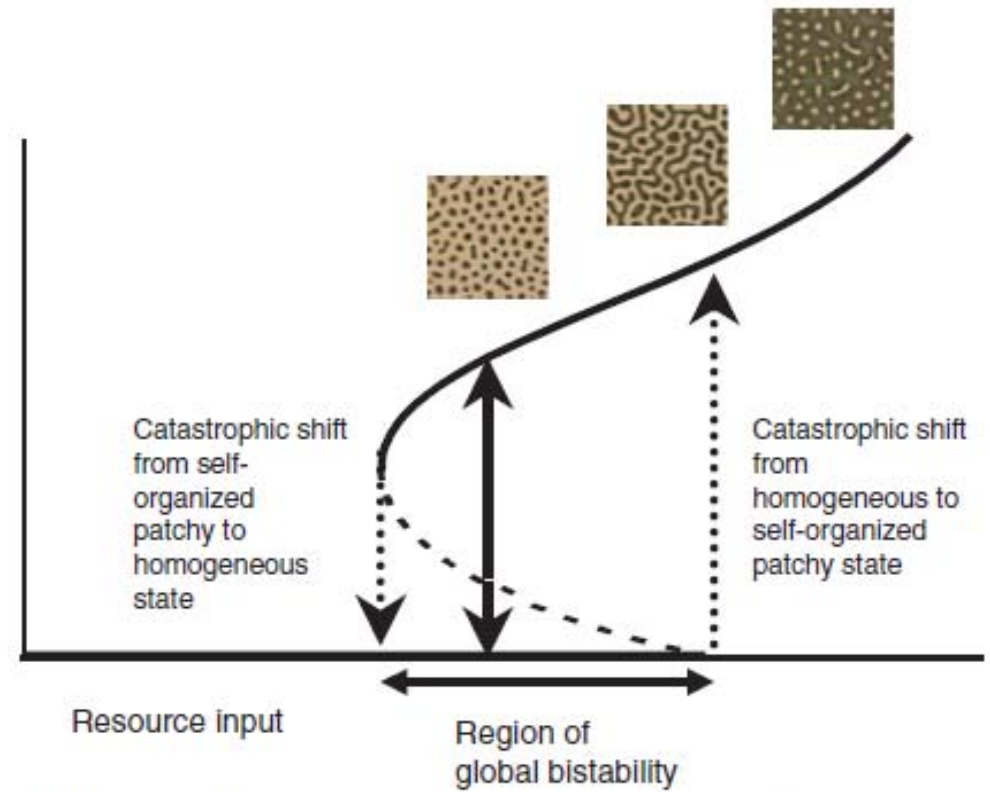 Catastrophic shift
from self-
organized
patchy to
homogeneous
state
Catastrophic shift
from
homogeneous to
self-organized
patchy state
Resource input
Region of
global bistability